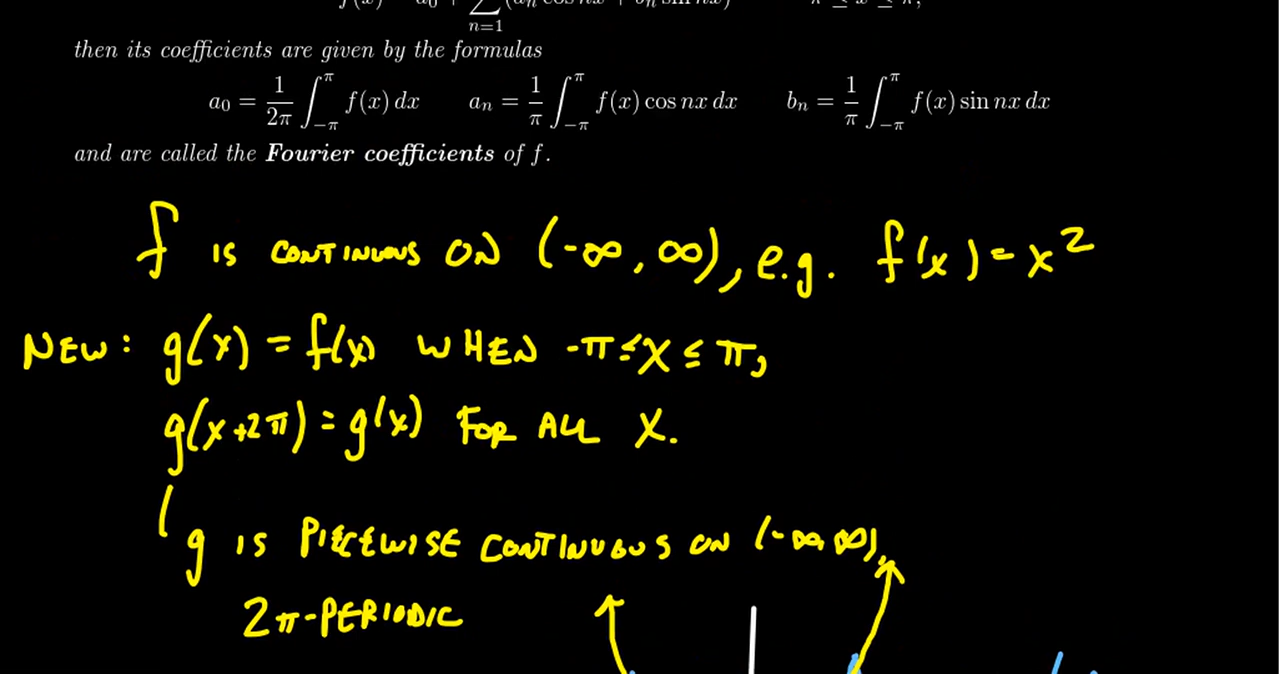 n=1
then its coefficients are given by the formulas
a₀ = 1/2π ∫_{-π}^{π} f(x) dx   aₙ = 1/π ∫_{-π}^{π} f(x) cos nx dx   bₙ = 1/π ∫_{-π}^{π} f(x) sin nx dx
and are called the Fourier coefficients of f.
f IS CONTINUOUS ON (-∞, ∞), e.g. f(x) = x²
NEW: g(x) = f(x) WHEN -π ≤ x ≤ π,
g(x+2π) = g(x) FOR ALL X.
g IS PIECEWISE CONTINUOUS ON (-∞, ∞),
2π-PERIODIC